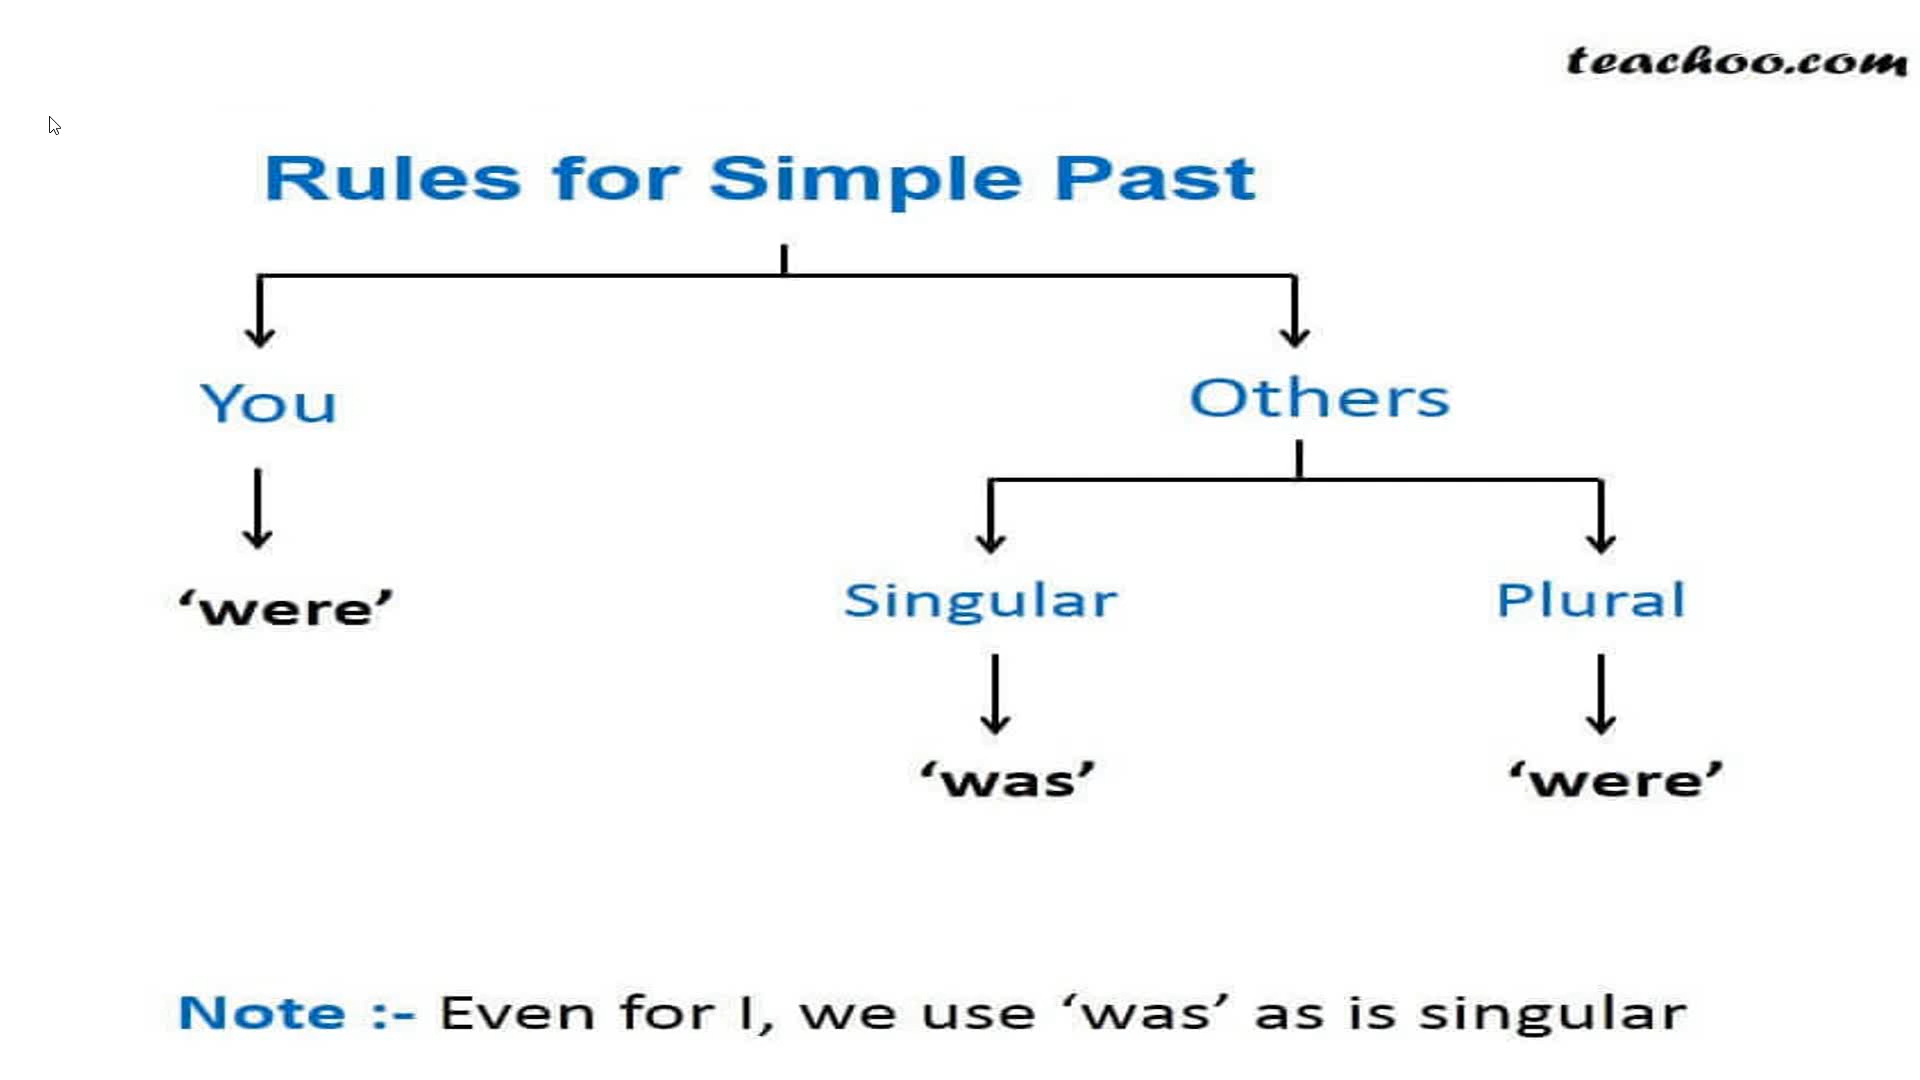 teachoo.com
Rules for Simple Past
You
Others
‘were’
Singular
Plural
‘was’
‘were’
Note :- Even for I, we use ‘was’ as is singular